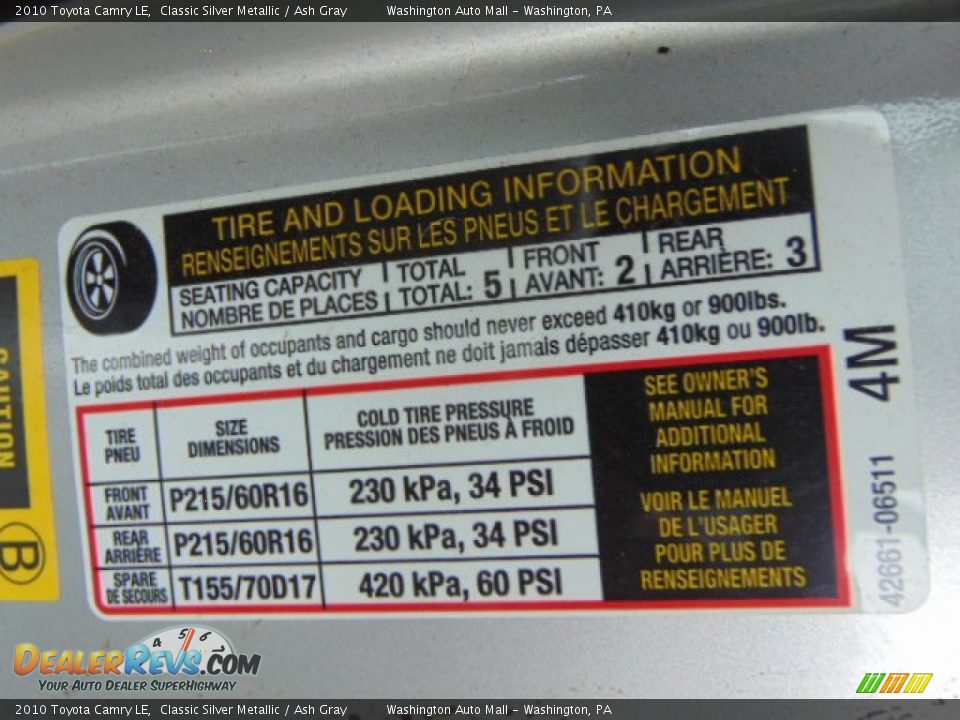 2010 Toyota Camry LE, Classic Silver Metallic / Ash Gray Washington Auto Mall - Washington, PA
TIRE AND LOADING INFORMATION
RENSEIGNEMENTS SUR LES PNEUS ET LE CHARGEMENT
SEATING CAPACITY
NOMBRE DE PLACES
TOTAL
TOTAL: 5
FRONT
AVANT: 2
REAR
ARRIÈRE: 3
The combined weight of occupants and cargo should never exceed 410kg or 900lbs.
Le poids total des occupants et du chargement ne doit jamais dépasser 410kg ou 900lb.
TIRE
PNEU
SIZE
DIMENSIONS
COLD TIRE PRESSURE
PRESSION DES PNEUS À FROID
FRONT
AVANT
P215/60R16
230 kPa, 34 PSI
REAR
ARRIÈRE
P215/60R16
230 kPa, 34 PSI
SPARE
DE SECOURS
T155/70D17
420 kPa, 60 PSI
SEE OWNER'S
MANUAL FOR
ADDITIONAL
INFORMATION
VOIR LE MANUEL
DE L'USAGER
POUR PLUS DE
RENSEIGNEMENTS
4M
42661-06511
CAUTION
B
4 5 6
DEALERREVS.COM
YOUR AUTO DEALER SUPERHIGHWAY
2010 Toyota Camry LE, Classic Silver Metallic / Ash Gray Washington Auto Mall - Washington, PA